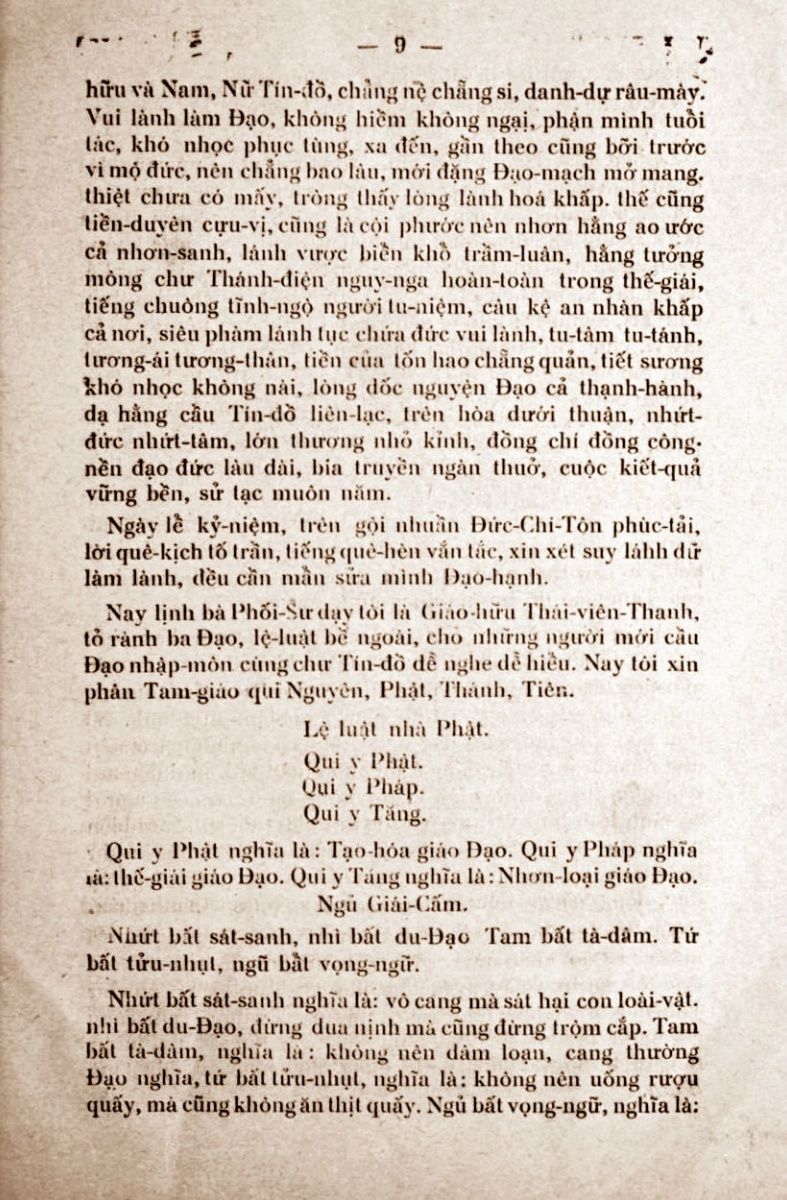 — 9 —
hữu và Nam, Nữ Tín-đồ, chẳng nệ chẳng si, danh-dự râu-mày.
Vui lành làm Đạo, không hiềm không ngại, phận mình tuổi
tác, khó nhọc phục tùng, xa đến, gần theo cũng bỡi trước
vì mộ đức, nên chẳng bao lâu, mới đặng Đạo-mạch mở mang.
thiệt chưa có mấy, tròng thấy lòng lành hoá khấp. thế cũng
tiền-duyên cựu-vị, cũng là cội phước nên nhơn hằng ao ước
cả nhơn-sanh, lánh vược biển khổ trầm-luân, hằng tưởng
mòng chư Thánh-điện nguy-nga hoàn-toàn trong thế-giái,
tiếng chuông tĩnh-ngộ người tu-niệm, câu kệ an nhàn khấp
cả nơi, siêu phàm lánh tục chứa đức vui lành, tu-tâm tu-tánh,
tương-ái tương-thân, tiền của tốn hao chẳng quản, tiết sương
khó nhọc không nài, lòng dốc nguyện Đạo cả thạnh-hành,
dạ hằng cầu Tín-đồ liên-lạc, trên hòa dưới thuận, nhứt-
đức nhứt-tâm, lớn thương nhỏ kính, đồng chí đồng công.
nền đạo đức lâu dài, bia truyền ngàn thuở, cuộc kiết-quả
vững bền, sử tạc muôn năm.
Ngày lễ kỷ-niệm, trên gội nhuần Đức-Chí-Tôn phúc-tải,
lời quê-kịch tố trần, tiếng quê-hèn vắn tắc, xin xét suy láhh dữ
làm lành, đều cần mẫn sửa mình Đạo-hạnh.
Nay lịnh bà Phối-Sư dạy tôi là Giáo-hữu Thái-viên-Thanh,
tỏ rành ba Đạo, lệ-luật bề ngoài, cho những người mới cầu
Đạo nhập-môn cùng chư Tín-đồ dể nghe dể hiểu. Nay tôi xin
phân Tam-giáo qui Nguyên, Phật, Thánh, Tiên.
Lệ luật nhà Phật.
Qui y Phật.
Qui y Pháp.
Qui y Tăng.
Qui y Phật nghĩa là: Tạo-hóa giáo Đạo. Qui y Pháp nghĩa
là: thế-giái giáo Đạo. Qui y Tăng nghĩa là: Nhơn-loại giáo Đạo.
Ngủ Giái-Cấm.
Nhứt bất sát-sanh, nhì bất du-Đạo Tam bất tà-dâm. Tứ
bất tửu-nhụt, ngũ bất vọng-ngữ.
Nhứt bất sát-sanh nghĩa là: vô cang mà sát hại con loài-vật.
nhì bất du-Đạo, đừng dua nịnh mà cũng đừng trộm cắp. Tam
bất tà-dâm, nghĩa là: không nên dâm loạn, cang thường
Đạo nghĩa, tứ bất tửu-nhụt, nghĩa là: không nên uống rượu
quấy, mà cũng không ăn thịt quấy. Ngủ bất vọng-ngữ, nghĩa là: